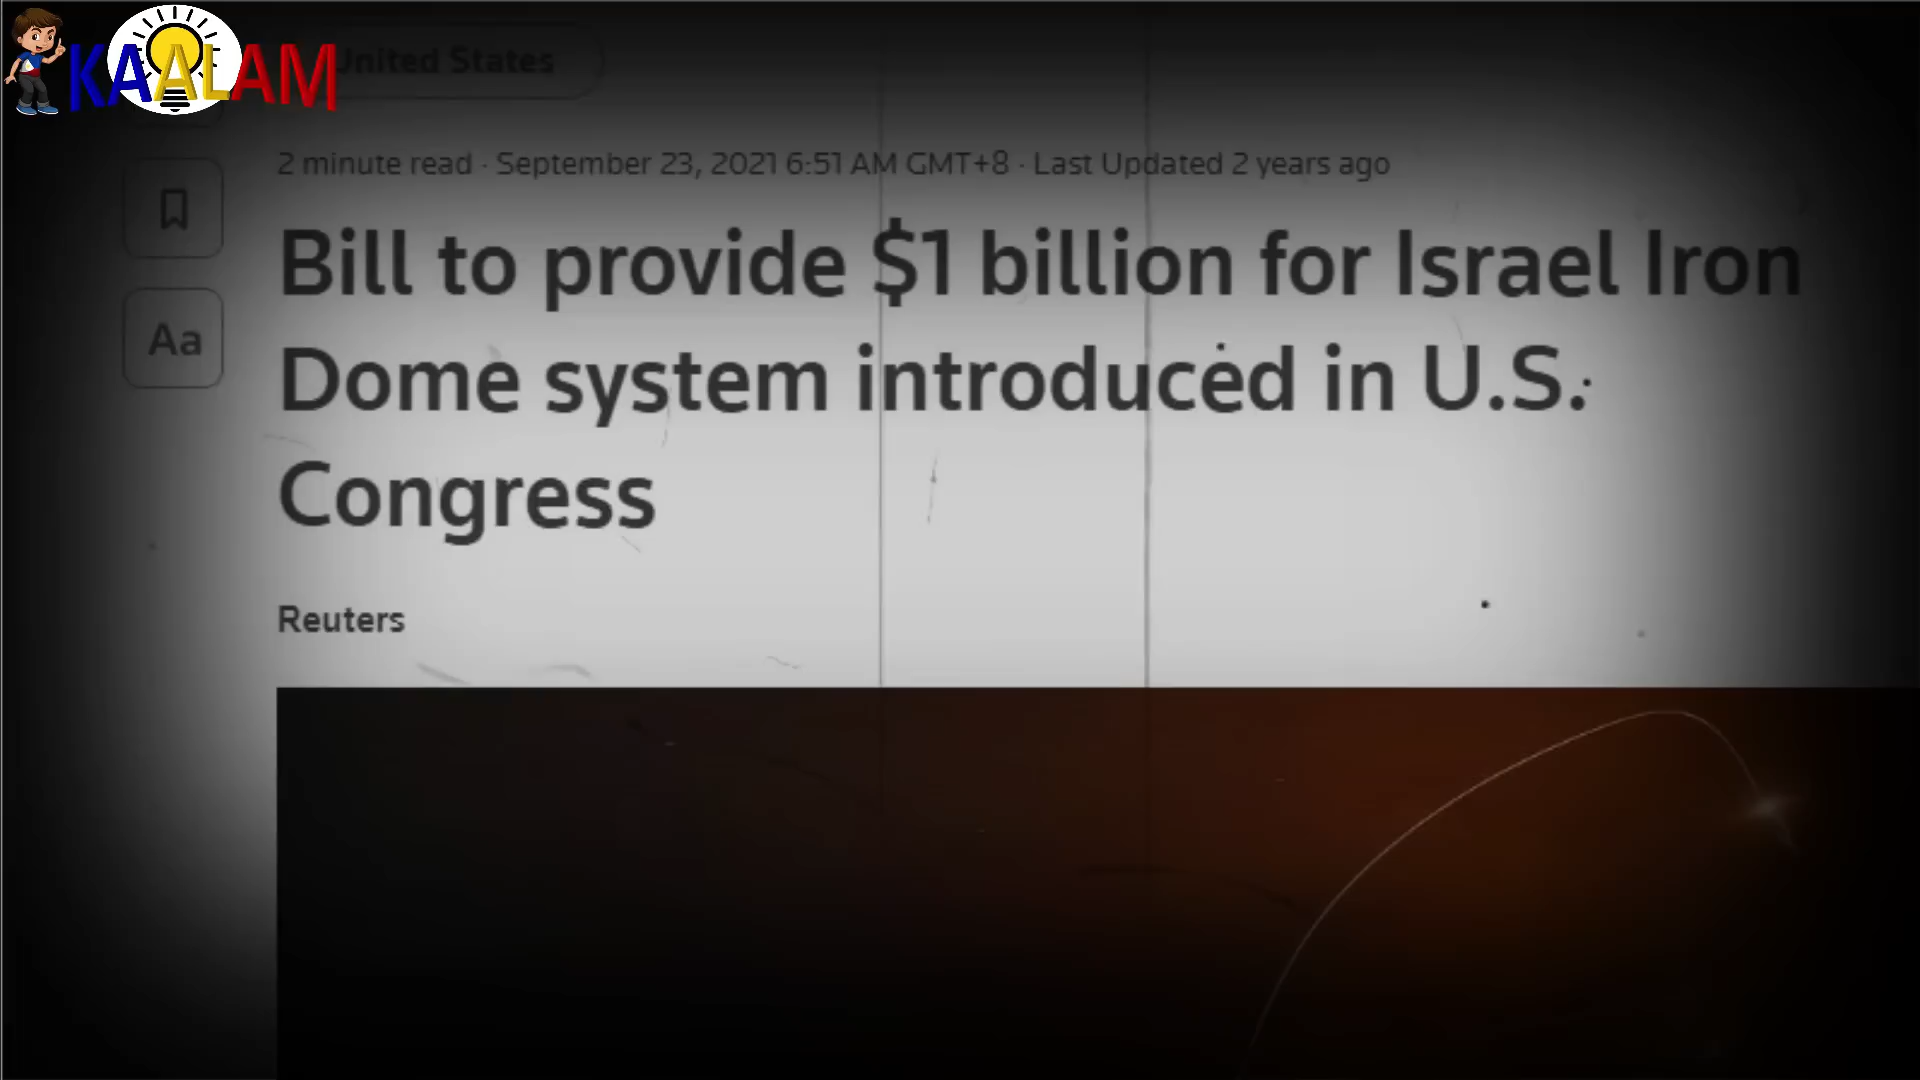 KAALAM
United States
2 minute read · September 23, 2021 6:51 AM GMT+8 · Last Updated 2 years ago
Aa
Bill to provide $1 billion for Israel Iron
Dome system introduced in U.S.
Congress
Reuters